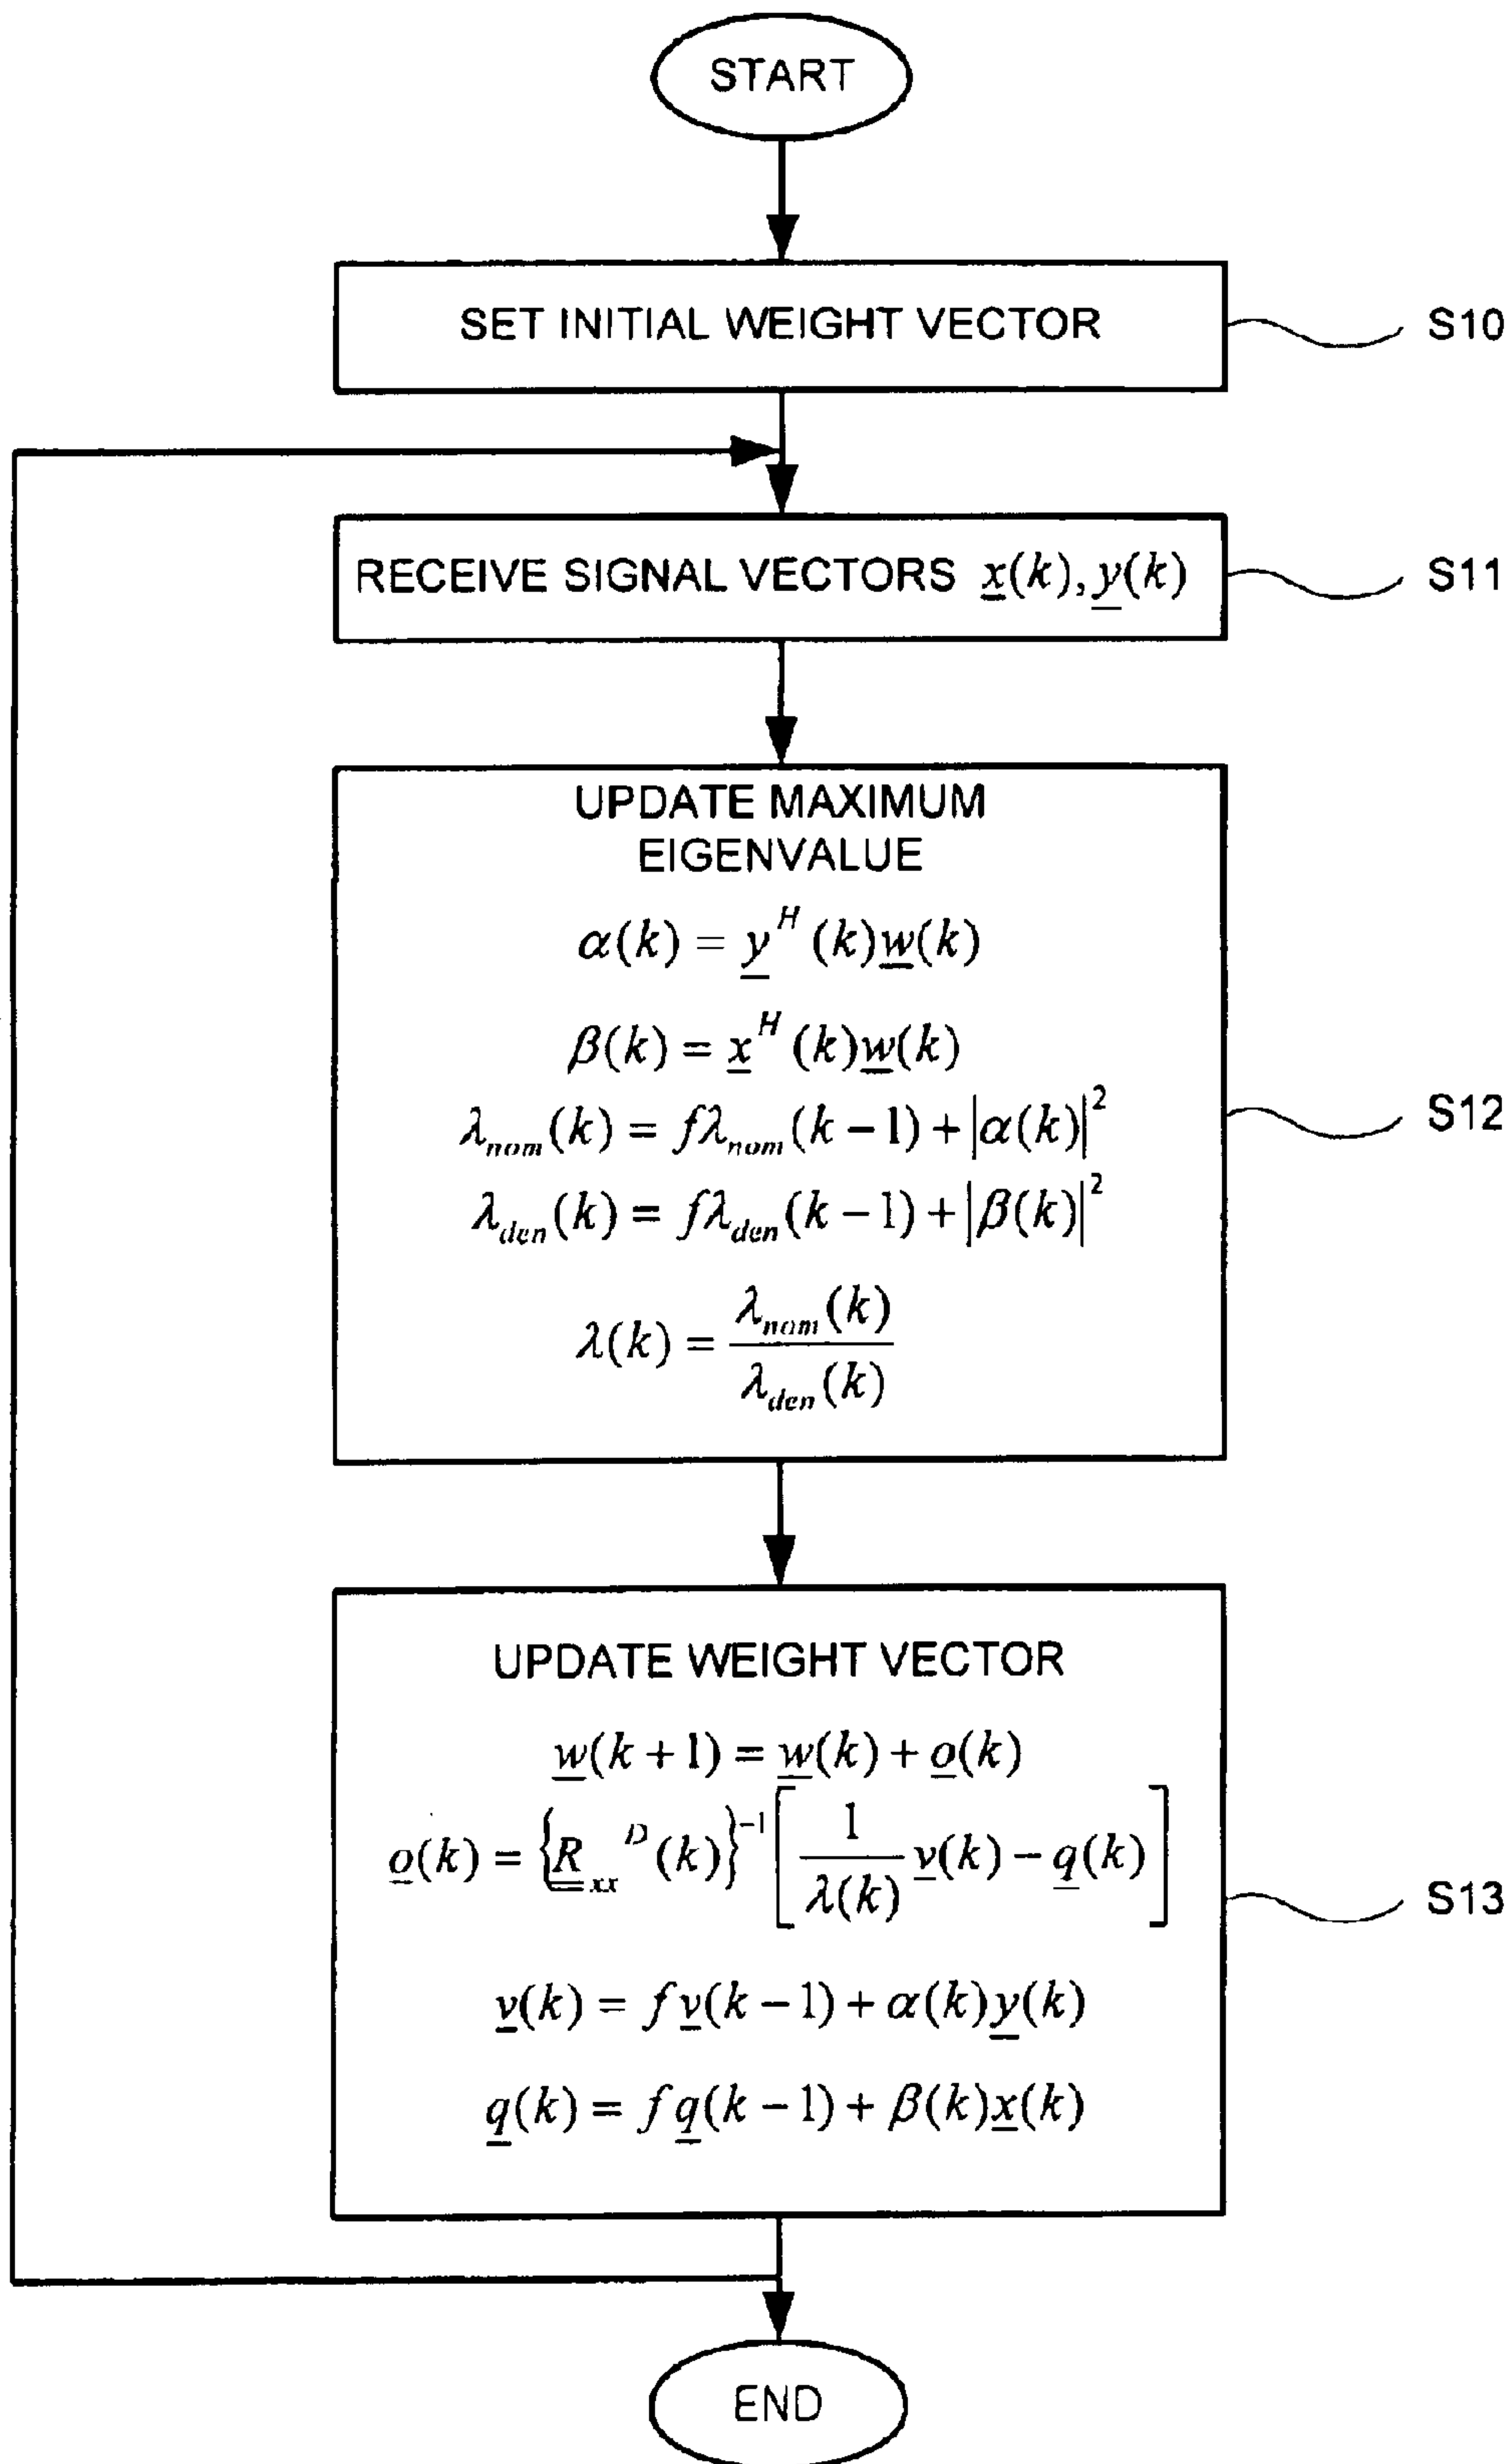 START
SET INITIAL WEIGHT VECTOR
S10
RECEIVE SIGNAL VECTORS x(k), y(k)
S11
UPDATE MAXIMUM
EIGENVALUE
α(k) = y^H (k)w(k)
β(k) = x^H (k)w(k)
λ_nom(k) = fλ_nom(k − 1) + |α(k)|^2
λ_den(k) = fλ_den(k − 1) + |β(k)|^2
λ(k) = λ_nom(k) / λ_den(k)
S12
UPDATE WEIGHT VECTOR
w(k + 1) = w(k) + o(k)
o(k) = {R_xx^D(k)}^−1 [ 1/λ(k) v(k) − q(k) ]
v(k) = f v(k − 1) + α(k)y(k)
q(k) = f q(k − 1) + β(k)x(k)
S13
END